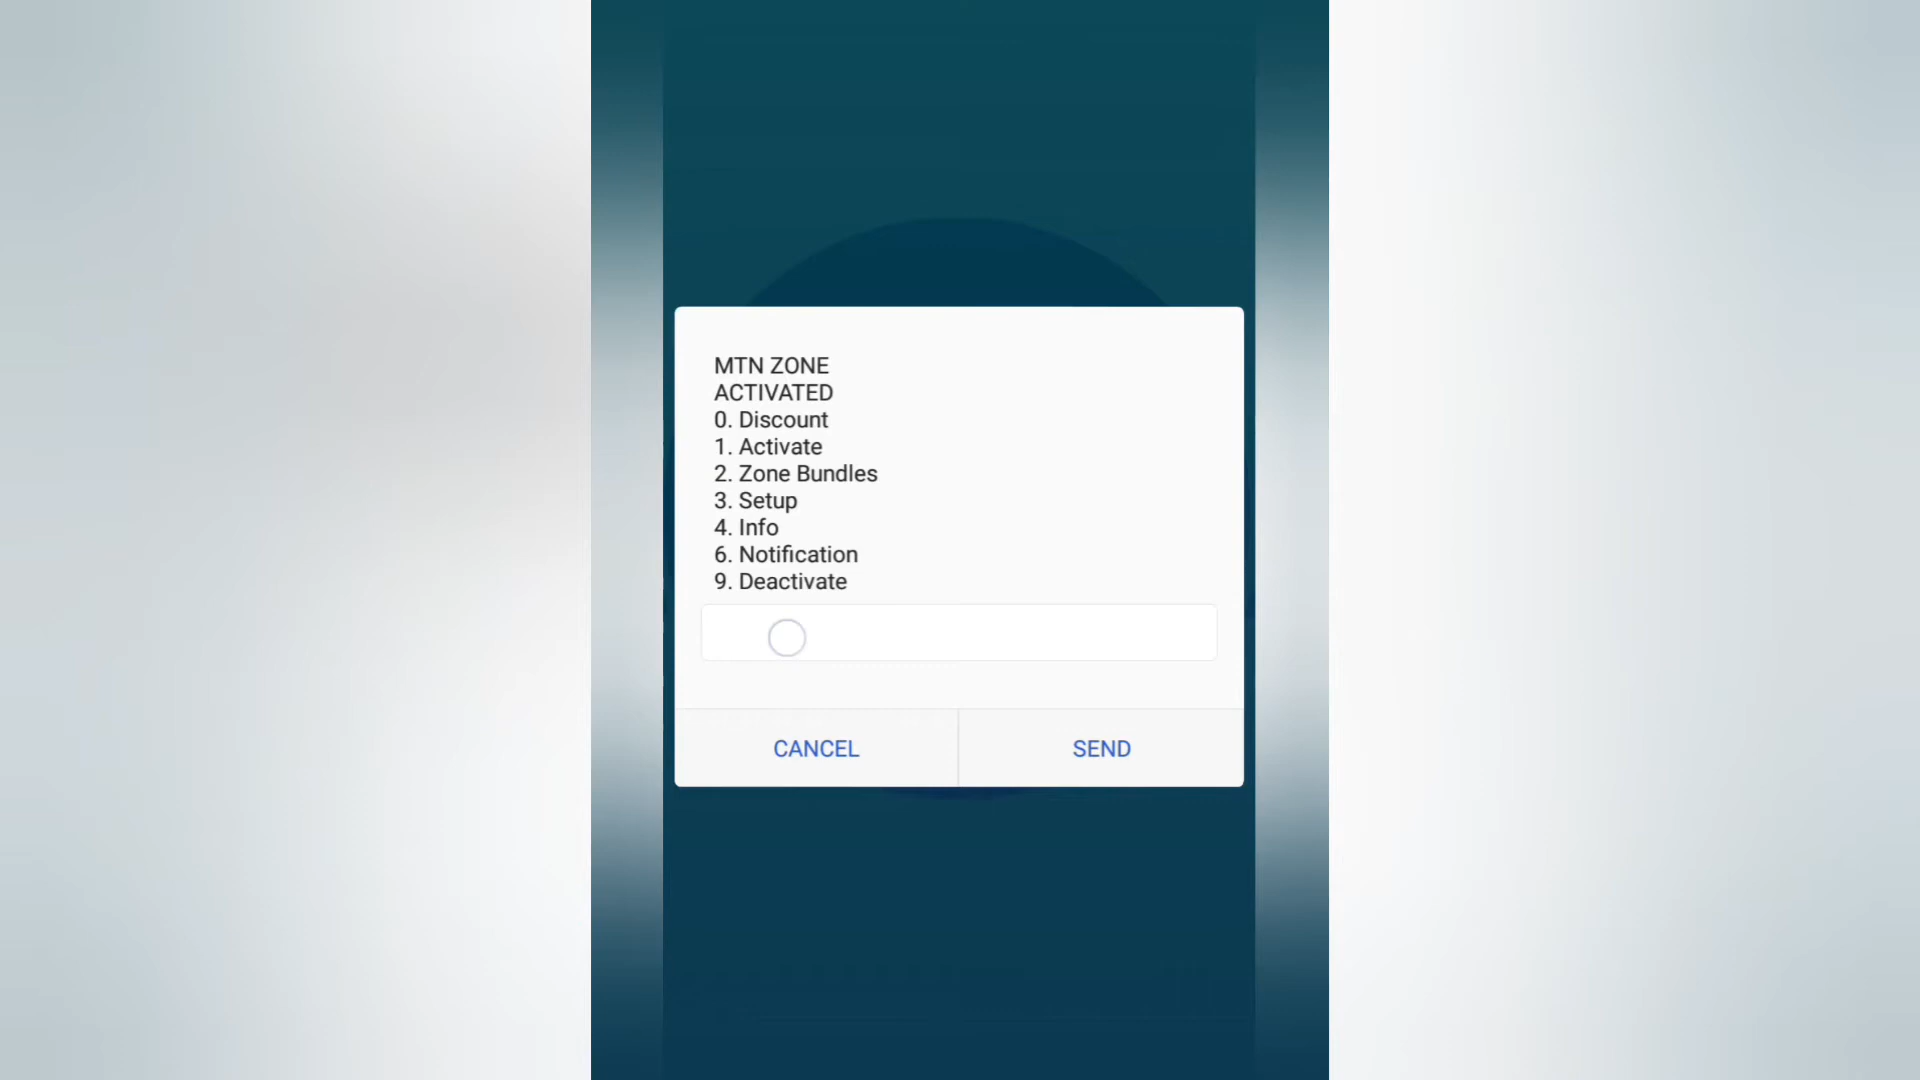 MTN ZONE
ACTIVATED
0. Discount
1. Activate
2. Zone Bundles
3. Setup
4. Info
6. Notification
9. Deactivate
CANCEL
SEND